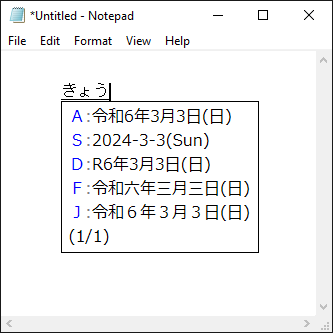 *Untitled - Notepad
File Edit Format View Help
きょう
Ａ:令和6年3月3日(日)
Ｓ:2024-3-3(Sun)
Ｄ:R6年3月3日(日)
Ｆ:令和六年三月三日(日)
Ｊ:令和６年３月３日(日)
(1/1)